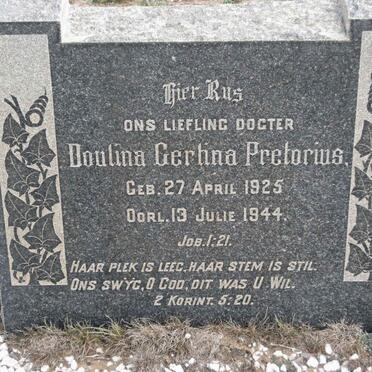 Hier Rus
ONS LIEFLING DOGTER
Doulina Gerhna Pretorius,
GEB. 27 APRIL 1925
OORL. 13 JULIE 1944.
JOB. 1:21.
HAAR PLEK IS LEEG, HAAR STEM IS STIL.
ONS SWYG, O GOD, DIT WAS U WIL.
2 KORINT. 5:20.